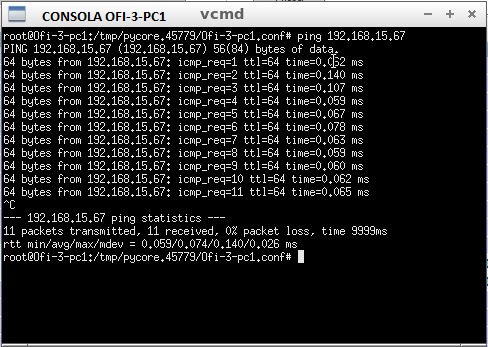 CONSOLA OFI-3-PC1 vcmd
root@Ofi-3-pc1:/tmp/pycore.45779/Ofi-3-pc1.conf# ping 192.168.15.67
PING 192.168.15.67 (192.168.15.67) 56(84) bytes of data.
64 bytes from 192.168.15.67: icmp_req=1 ttl=64 ms
64 bytes from 192.168.15.67: icmp_req=2 ttl=64 time=0.140 ms
64 bytes from 192.168.15.67: icmp_req=3 ttl=64 time=0.107 ms
64 bytes from 192.168.15.67: icmp_req=4 ttl=64 time=0.059 ms
64 bytes from 192.168.15.67: icmp_req=5 ttl=64 time=0.067 ms
64 bytes from 192.168.15.67: icmp_req=6 ttl=64 time=0.078 ms
64 bytes from 192.168.15.67: icmp_req=7 ttl=64 time=0.063 ms
64 bytes from 192.168.15.67: icmp_req=8 ttl=64 time=0.059 ms
64 bytes from 192.168.15.67: icmp_req=9 ttl=64 time=0.060 ms
64 bytes from 192.168.15.67: icmp_req=10 ttl=64 time=0.062 ms
64 bytes from 192.168.15.67: icmp_req=11 ttl=64 time=0.065 ms
^C
--- 192.168.15.67 ping statistics ---
11 packets transmitted, 11 received, 0% packet loss, time 9999ms
rtt min/avg/max/mdev = 0.059/0.074/0.140/0.026 ms
root@Ofi-3-pc1:/tmp/pycore.45779/Ofi-3-pc1.conf#